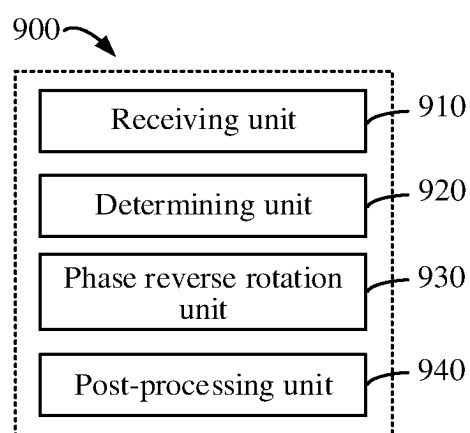 900
Receiving unit 910
Determining unit 920
Phase reverse rotation
unit 930
Post-processing unit 940